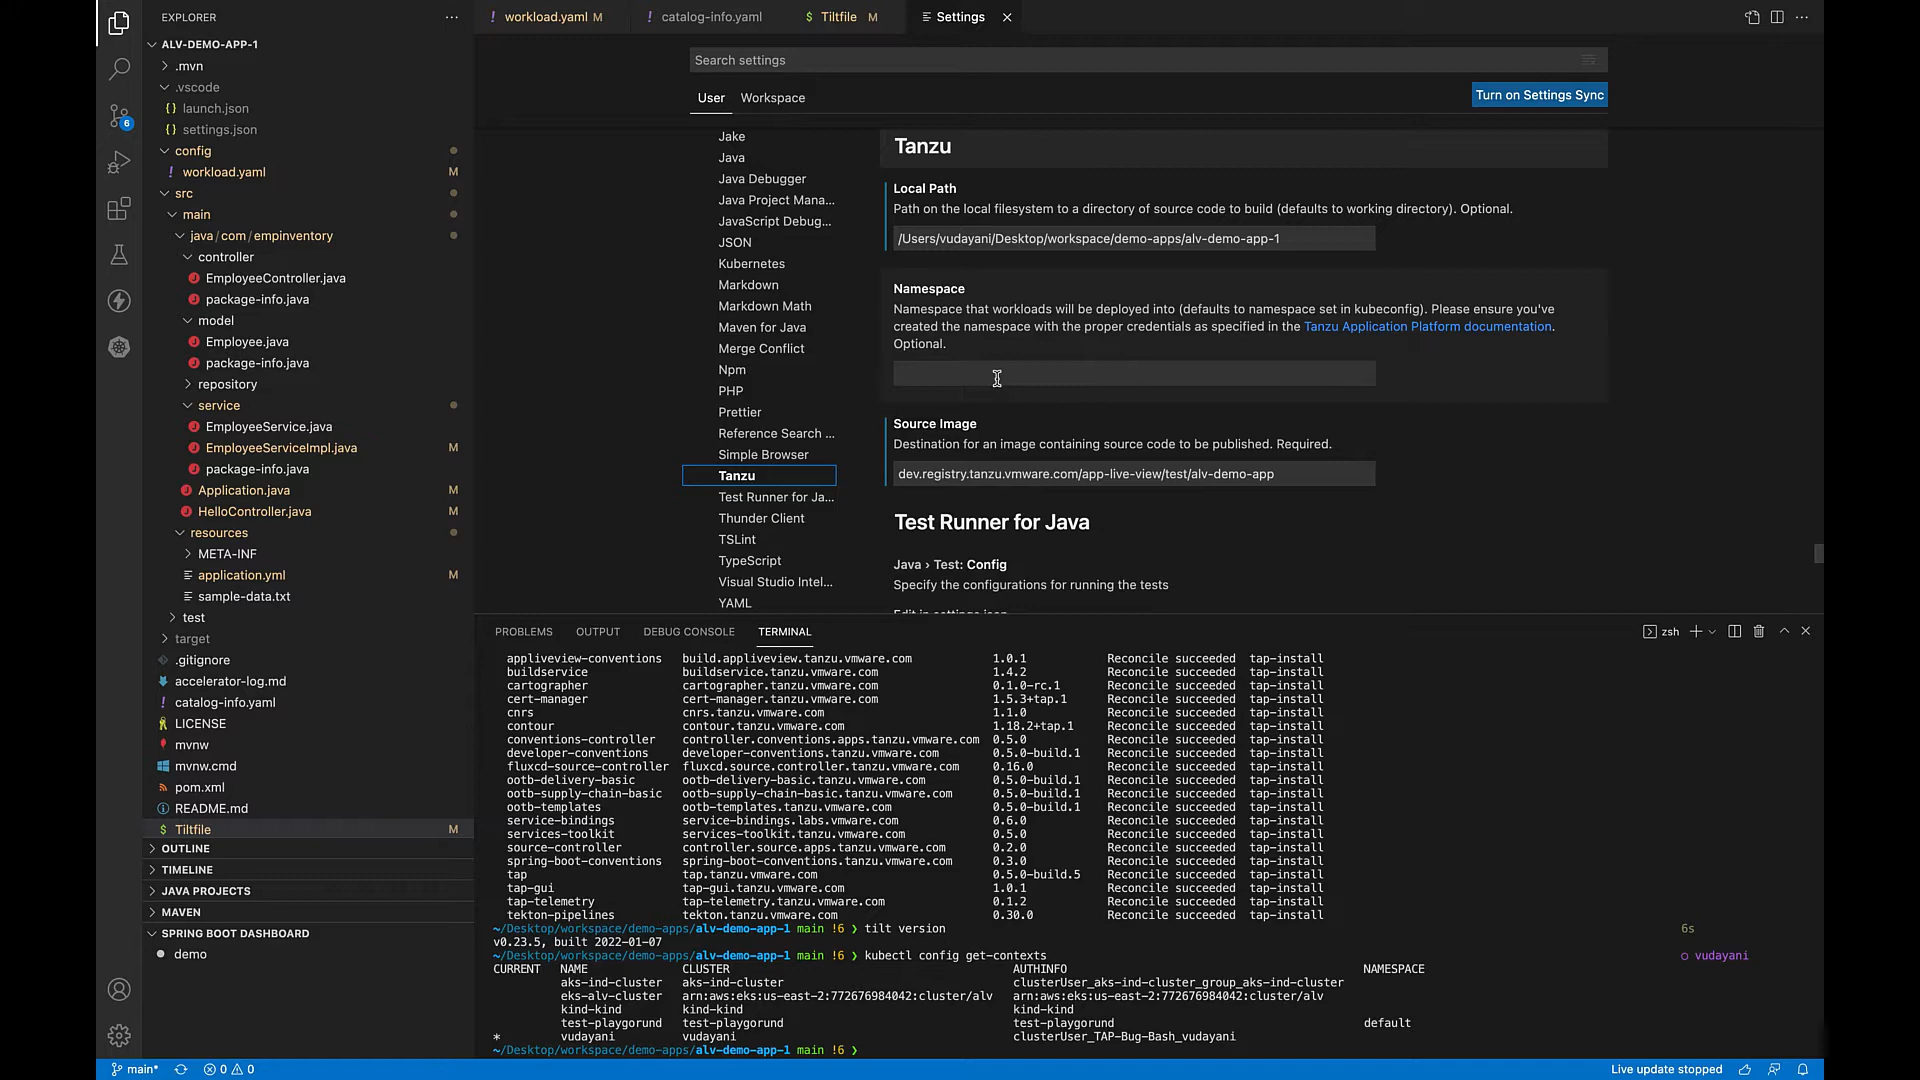 EXPLORER
ALV-DEMO-APP-1
.mvn
.vscode
launch.json
settings.json
config
workload.yaml M
src
main
java / com / empinventory
controller
EmployeeController.java
package-info.java
model
Employee.java
package-info.java
repository
service
EmployeeService.java
EmployeeServiceImpl.java M
package-info.java
Application.java M
HelloController.java M
resources
META-INF
application.yml M
sample-data.txt
test
target
.gitignore
accelerator-log.md
catalog-info.yaml
LICENSE
mvnw
mvnw.cmd
pom.xml
README.md
Tiltfile M
OUTLINE
TIMELINE
JAVA PROJECTS
MAVEN
SPRING BOOT DASHBOARD
demo
6
workload.yaml M
catalog-info.yaml
Tiltfile M
Settings
Search settings
User Workspace
Turn on Settings Sync
Jake
Java
Java Debugger
Java Project Mana...
JavaScript Debug...
JSON
Kubernetes
Markdown
Markdown Math
Maven for Java
Merge Conflict
Npm
PHP
Prettier
Reference Search ...
Simple Browser
Tanzu
Test Runner for Ja...
Thunder Client
TSLint
TypeScript
Visual Studio Intel...
YAML
Tanzu
Local Path
Path on the local filesystem to a directory of source code to build (defaults to working directory). Optional.
/Users/vudayani/Desktop/workspace/demo-apps/alv-demo-app-1
Namespace
Namespace that workloads will be deployed into (defaults to namespace set in kubeconfig). Please ensure you've
created the namespace with the proper credentials as specified in the Tanzu Application Platform documentation.
Optional.
Source Image
Destination for an image containing source code to be published. Required.
dev.registry.tanzu.vmware.com/app-live-view/test/alv-demo-app
Test Runner for Java
Java › Test: Config
Specify the configurations for running the tests
Edit in settings.json
PROBLEMS OUTPUT DEBUG CONSOLE TERMINAL
zsh
appliveview-conventions build.appliveview.tanzu.vmware.com 1.0.1 Reconcile succeeded tap-install
buildservice buildservice.tanzu.vmware.com 1.4.2 Reconcile succeeded tap-install
cartographer cartographer.tanzu.vmware.com 0.1.0-rc.1 Reconcile succeeded tap-install
cert-manager cert-manager.tanzu.vmware.com 1.5.3+tap.1 Reconcile succeeded tap-install
cnrs cnrs.tanzu.vmware.com 1.1.0 Reconcile succeeded tap-install
contour contour.tanzu.vmware.com 1.18.2+tap.1 Reconcile succeeded tap-install
conventions-controller controller.conventions.apps.tanzu.vmware.com 0.5.0 Reconcile succeeded tap-install
developer-conventions developer-conventions.tanzu.vmware.com 0.5.0-build.1 Reconcile succeeded tap-install
fluxcd-source-controller fluxcd.source.controller.tanzu.vmware.com 0.16.0 Reconcile succeeded tap-install
ootb-delivery-basic ootb-delivery-basic.tanzu.vmware.com 0.5.0-build.1 Reconcile succeeded tap-install
ootb-supply-chain-basic ootb-supply-chain-basic.tanzu.vmware.com 0.5.0-build.1 Reconcile succeeded tap-install
ootb-templates ootb-templates.tanzu.vmware.com 0.5.0-build.1 Reconcile succeeded tap-install
service-bindings service-bindings.labs.vmware.com 0.6.0 Reconcile succeeded tap-install
services-toolkit services-toolkit.tanzu.vmware.com 0.5.0 Reconcile succeeded tap-install
source-controller controller.source.apps.tanzu.vmware.com 0.2.0 Reconcile succeeded tap-install
spring-boot-conventions spring-boot-conventions.tanzu.vmware.com 0.3.0 Reconcile succeeded tap-install
tap tap.tanzu.vmware.com 0.5.0-build.5 Reconcile succeeded tap-install
tap-gui tap-gui.tanzu.vmware.com 1.0.1 Reconcile succeeded tap-install
tap-telemetry tap-telemetry.tanzu.vmware.com 0.1.2 Reconcile succeeded tap-install
tekton-pipelines tekton.tanzu.vmware.com 0.30.0 Reconcile succeeded tap-install
~/Desktop/workspace/demo-apps/alv-demo-app-1 main !6 ❯ tilt version 6s
v0.23.5, built 2022-01-07
~/Desktop/workspace/demo-apps/alv-demo-app-1 main !6 ❯ kubectl config get-contexts vudayani
CURRENT NAME CLUSTER AUTHINFO NAMESPACE
aks-ind-cluster aks-ind-cluster clusterUser_aks-ind-cluster_group_aks-ind-cluster
eks-alv-cluster arn:aws:eks:us-east-2:772676984042:cluster/alv arn:aws:eks:us-east-2:772676984042:cluster/alv
kind-kind kind-kind kind-kind
test-playgorund test-playgorund test-playgorund default
* vudayani vudayani clusterUser_TAP-Bug-Bash_vudayani
~/Desktop/workspace/demo-apps/alv-demo-app-1 main !6 ❯
main* 0 0 Live update stopped